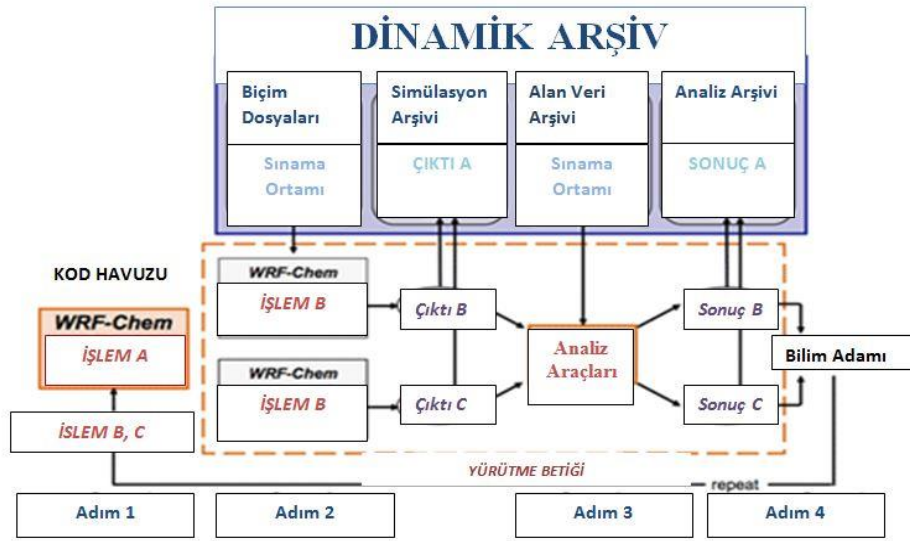 DİNAMİK ARŞİV
Biçim
Dosyaları
Sınama
Ortamı
Simülasyon
Arşivi
ÇIKTI A
Alan Veri
Arşivi
Sınama
Ortamı
Analiz Arşivi
SONUÇ A
KOD HAVUZU
WRF-Chem
İŞLEM A
İSLEM B, C
WRF-Chem
İŞLEM B
WRF-Chem
İŞLEM B
Çıktı B
Çıktı C
Analiz
Araçları
Sonuç B
Sonuç C
Bilim Adamı
YÜRÜTME BETİĞİ
repeat
Adım 1
Adım 2
Adım 3
Adım 4